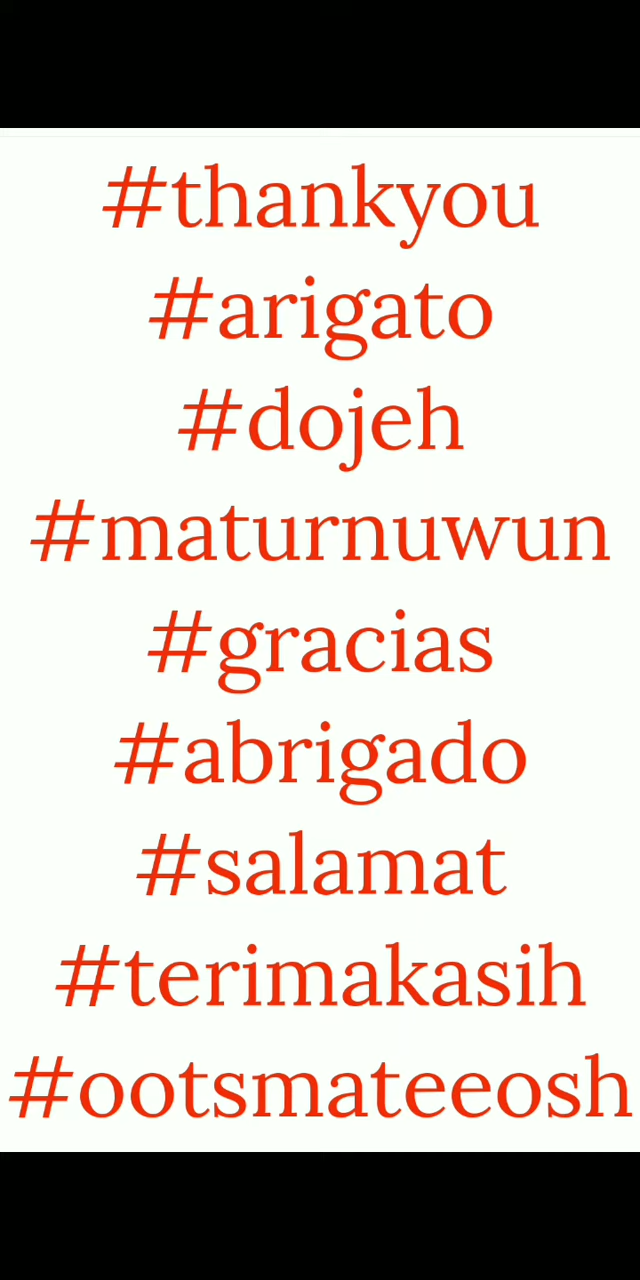 #thankyou
#arigato
#dojeh
#maturnuwun
#gracias
#abrigado
#salamat
#terimakasih
#ootsmateeosh